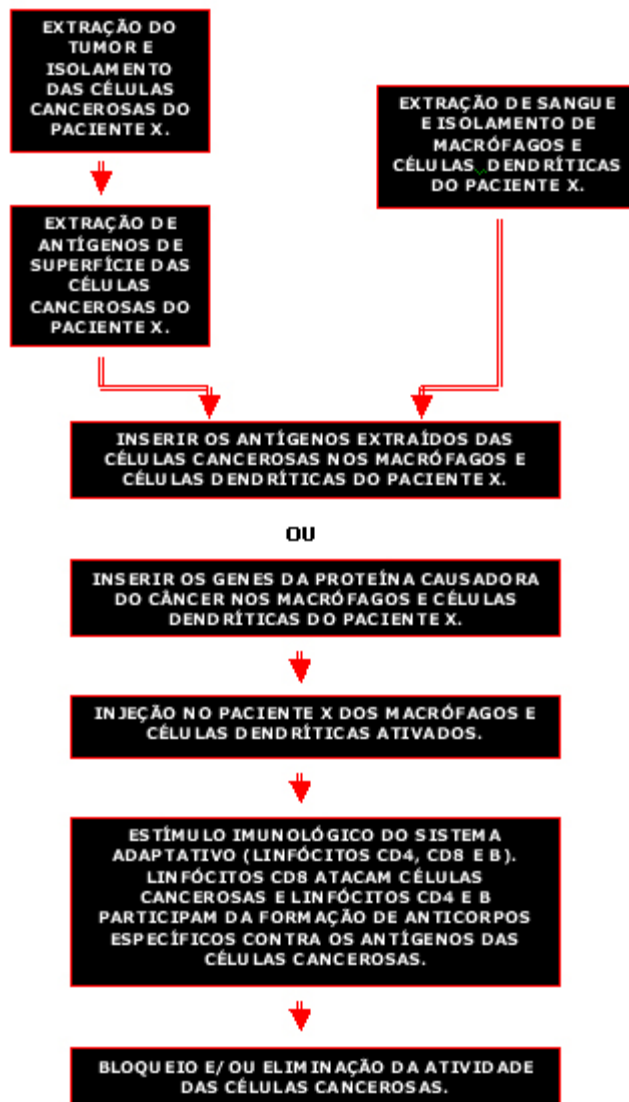 EXTRAÇÃO DO
TUMOR E
ISOLAMENTO
DAS CÉLULAS
CANCEROSAS DO
PACIENTE X.
EXTRAÇÃO DE SANGUE
E ISOLAMENTO DE
MACRÓFAGOS E
CÉLULAS DENDRÍTICAS
DO PACIENTE X.
EXTRAÇÃO DE
ANTÍGENOS DE
SUPERFÍCIE DAS
CÉLULAS
CANCEROSAS DO
PACIENTE X.
INSERIR OS ANTÍGENOS EXTRAÍDOS DAS
CÉLULAS CANCEROSAS NOS MACRÓFAGOS E
CÉLULAS DENDRÍTICAS DO PACIENTE X.
OU
INSERIR OS GENES DA PROTEÍNA CAUSADORA
DO CÂNCER NOS MACRÓFAGOS E CÉLULAS
DENDRÍTICAS DO PACIENTE X.
INJEÇÃO NO PACIENTE X DOS MACRÓFAGOS E
CÉLULAS DENDRÍTICAS ATIVADOS.
ESTÍMULO IMUNOLÓGICO DO SISTEMA
ADAPTATIVO (LINFÓCITOS CD4, CD8 E B).
LINFÓCITOS CD8 ATACAM CÉLULAS
CANCEROSAS E LINFÓCITOS CD4 E B
PARTICIPAM DA FORMAÇÃO DE ANTICORPOS
ESPECÍFICOS CONTRA OS ANTÍGENOS DAS
CÉLULAS CANCEROSAS.
BLOQUEIO E/OU ELIMINAÇÃO DA ATIVIDADE
DAS CÉLULAS CANCEROSAS.